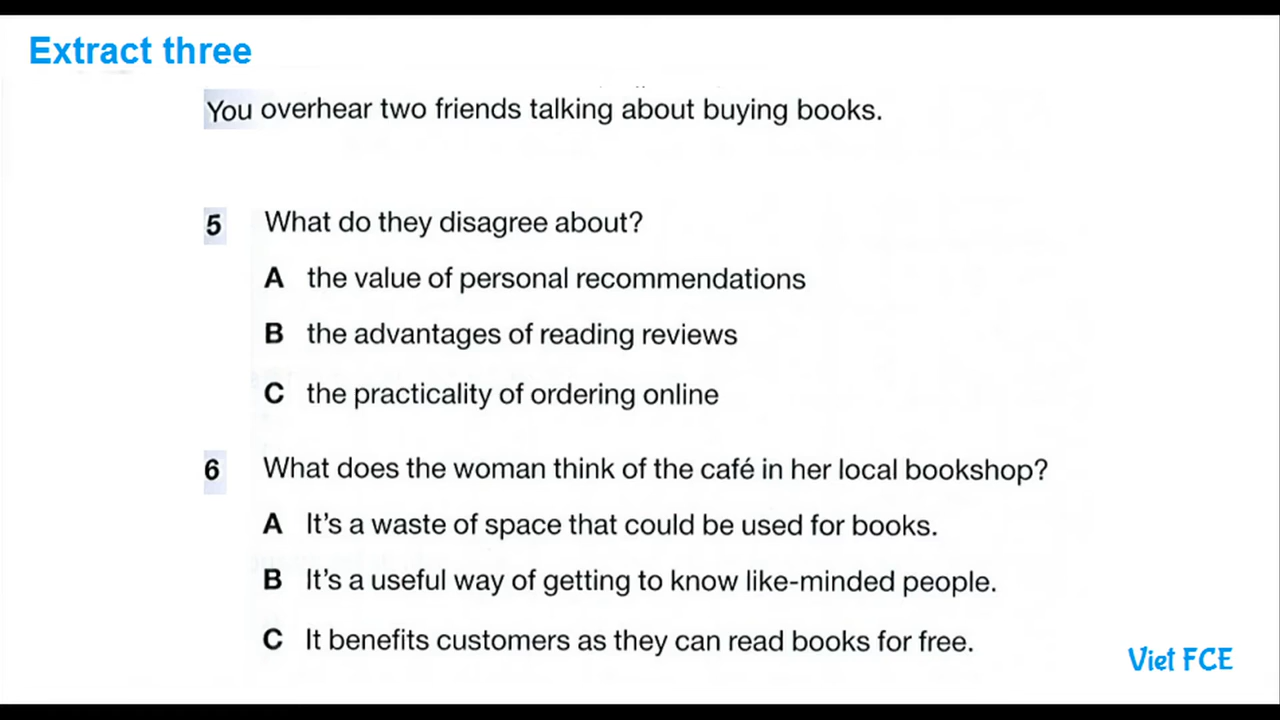 Extract three
You overhear two friends talking about buying books.
5 What do they disagree about?
A the value of personal recommendations
B the advantages of reading reviews
C the practicality of ordering online
6 What does the woman think of the café in her local bookshop?
A It's a waste of space that could be used for books.
B It's a useful way of getting to know like-minded people.
C It benefits customers as they can read books for free.
Viet FCE